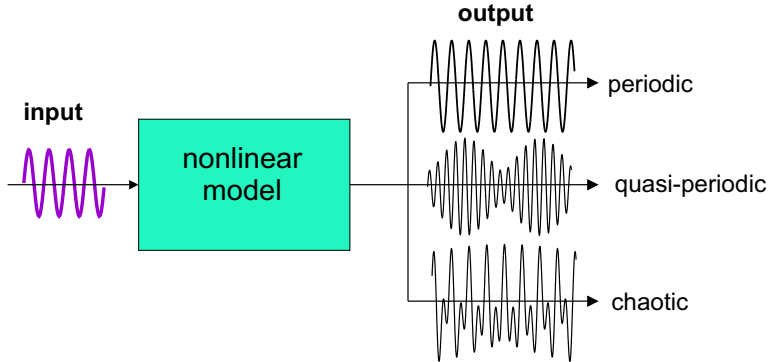 output
periodic
input
nonlinear
model
quasi-periodic
chaotic